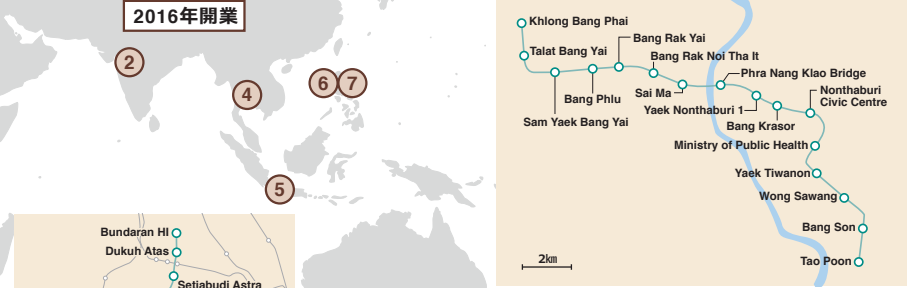 2016年開業
2
4
6
7
5
Bundaran HI
Dukuh Atas
Setiabudi Astra
Khlong Bang Phai
Talat Bang Yai
Sam Yaek Bang Yai
Bang Phlu
Bang Rak Yai
Bang Rak Noi Tha It
Sai Ma
Phra Nang Klao Bridge
Yaek Nonthaburi 1
Bang Krasor
Nonthaburi
Civic Centre
Ministry of Public Health
Yaek Tiwanon
Wong Sawang
Bang Son
Tao Poon
2km